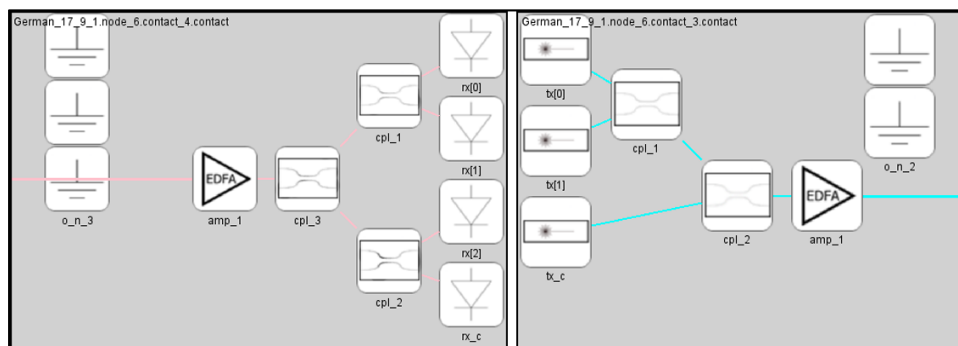 German_17_9_1.node_6.contact_4.contact
rx[0]
cpl_1
rx[1]
EDFA
o_n_3
amp_1
cpl_3
rx[2]
cpl_2
rx_c
German_17_9_1.node_6.contact_3.contact
tx[0]
cpl_1
o_n_2
tx[1]
EDFA
cpl_2
amp_1
tx_c